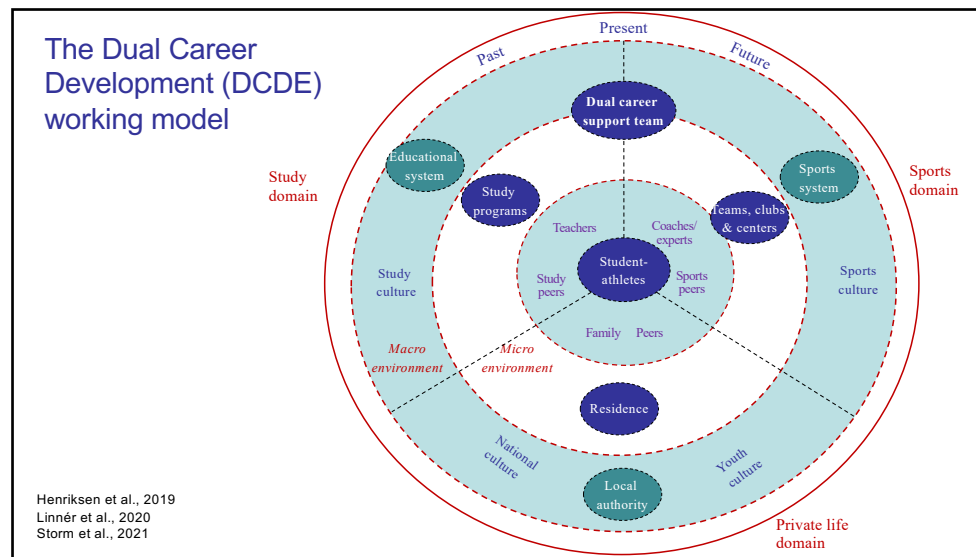 The Dual Career
Development (DCDE)
working model
Past
Present
Future
Dual career
support team
Educational
system
Sports
system
Study
domain
Sports
domain
Study
programs
Teams, clubs
& centers
Teachers
Coaches/
experts
Student-
athletes
Study
peers
Sports
peers
Study
culture
Sports
culture
Family Peers
Macro
environment
Micro
environment
Residence
National
culture
Youth
culture
Local
authority
Private life
domain
Henriksen et al., 2019
Linnér et al., 2020
Storm et al., 2021